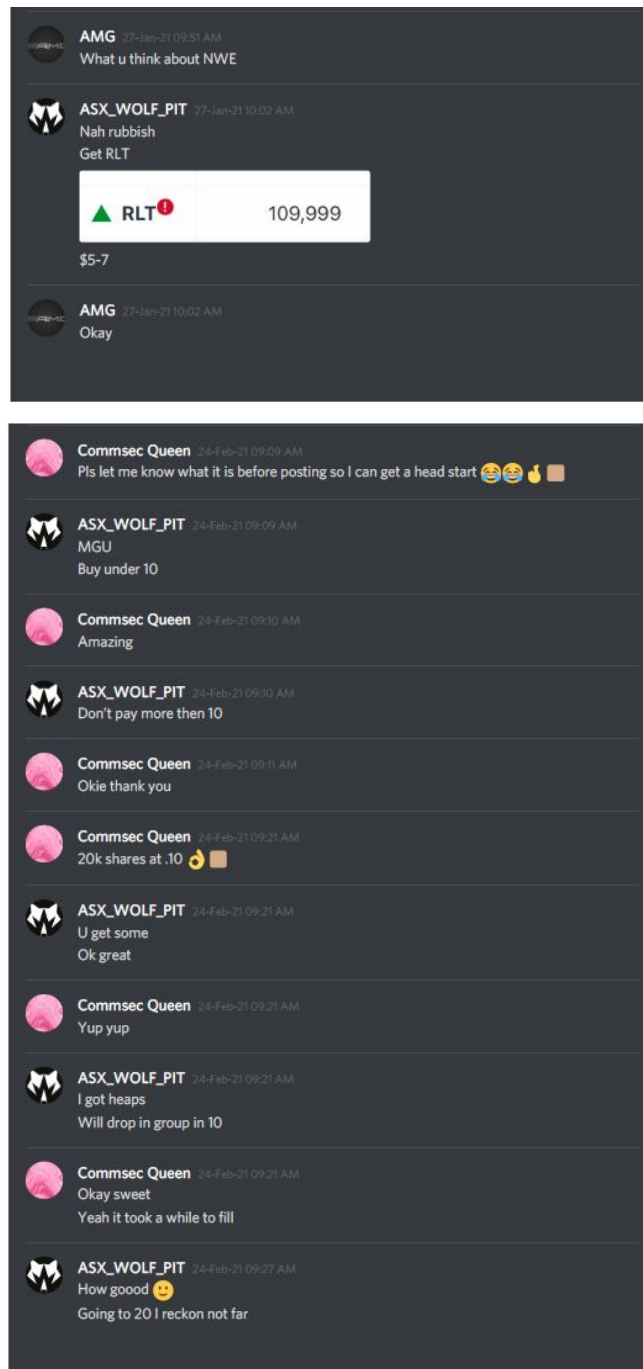 AMG 27-Jan-21 09:51 AM
What u think about NWE
ASX_WOLF_PIT 27-Jan-21 10:02 AM
Nah rubbish
Get RLT
RLT! 109,999
$5-7
AMG 27-Jan-21 10:02 AM
Okay
Commsec Queen 24-Feb-21 09:09 AM
Pls let me know what it is before posting so I can get a head start 😂😂🤞🏽
ASX_WOLF_PIT 24-Feb-21 09:09 AM
MGU
Buy under 10
Commsec Queen 24-Feb-21 09:10 AM
Amazing
ASX_WOLF_PIT 24-Feb-21 09:10 AM
Don't pay more then 10
Commsec Queen 24-Feb-21 09:11 AM
Okie thank you
Commsec Queen 24-Feb-21 09:21 AM
20k shares at .10 👌🏽
ASX_WOLF_PIT 24-Feb-21 09:21 AM
U get some
Ok great
Commsec Queen 24-Feb-21 09:21 AM
Yup yup
ASX_WOLF_PIT 24-Feb-21 09:21 AM
I got heaps
Will drop in group in 10
Commsec Queen 24-Feb-21 09:21 AM
Okay sweet
Yeah it took a while to fill
ASX_WOLF_PIT 24-Feb-21 09:27 AM
How goood 🙂
Going to 20 I reckon not far